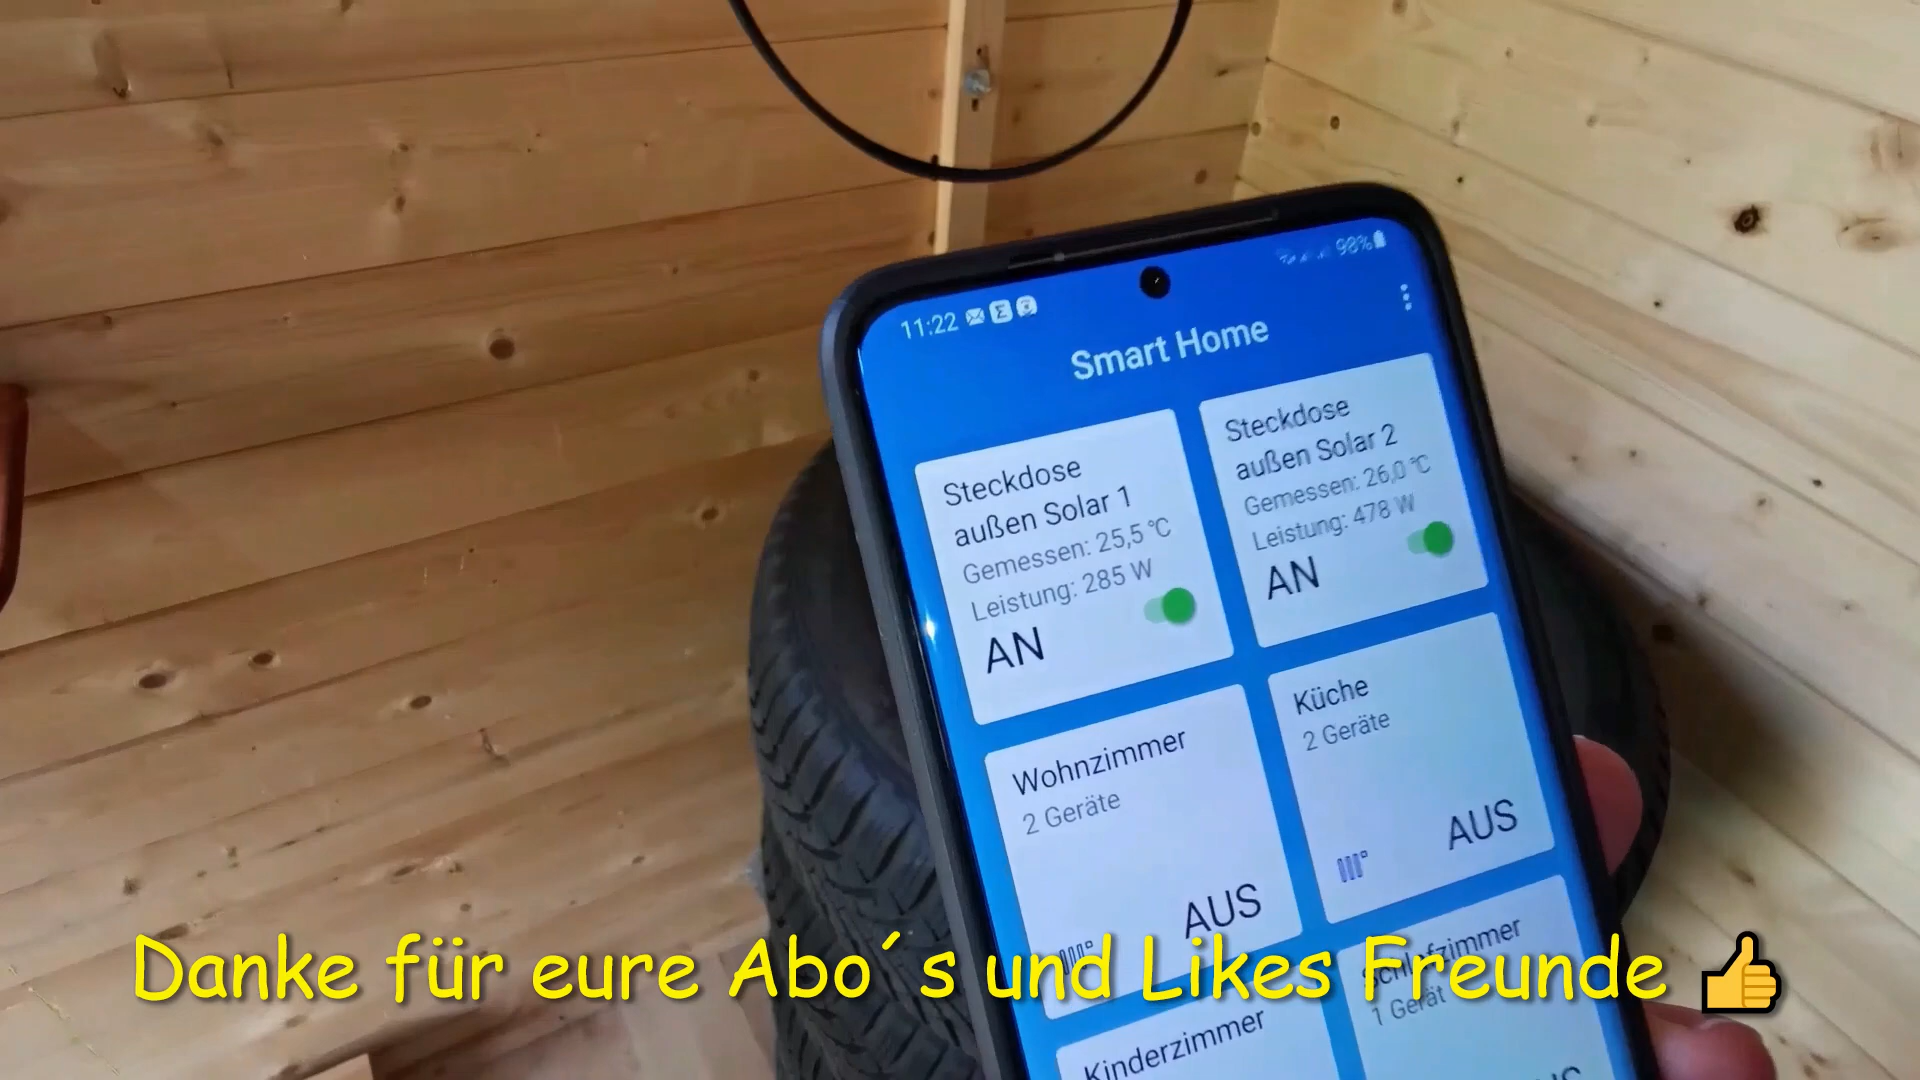 11:22
98%
Smart Home
Steckdose
außen Solar 1
Gemessen: 25,5 °C
Leistung: 285 W
AN
Steckdose
außen Solar 2
Gemessen: 26,0 °C
Leistung: 478 W
AN
Wohnzimmer
2 Geräte
AUS
Küche
2 Geräte
AUS
Schlafzimmer
1 Gerät
Kinderzimmer
Danke für eure Abo´s und Likes Freunde 👍